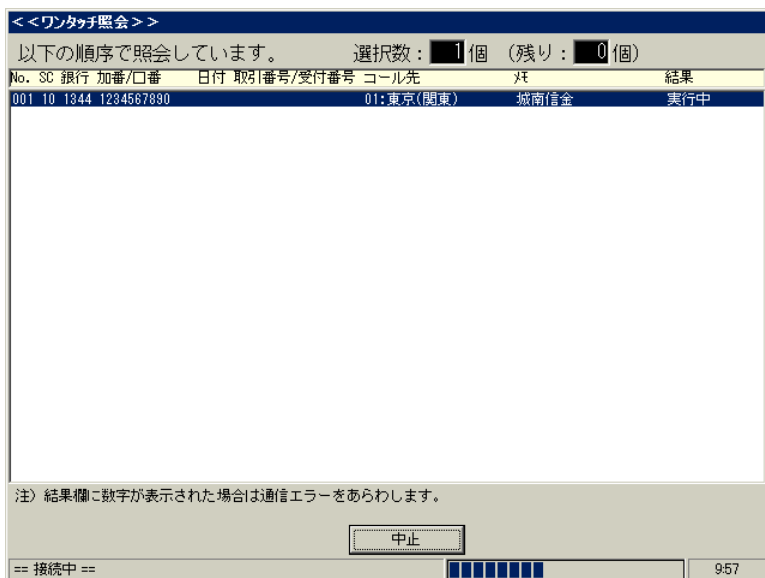 ＜＜ワンタッチ照会＞＞
以下の順序で照会しています。 選択数： 1個 （残り： 0個）
No. SC 銀行 加番/口番 日付 取引番号/受付番号 コール先 ﾒﾓ 結果
001 10 1344 1234567890 01:東京(関東) 城南信金 実行中
注）結果欄に数字が表示された場合は通信エラーをあらわします。
中止
== 接続中 == 9:57